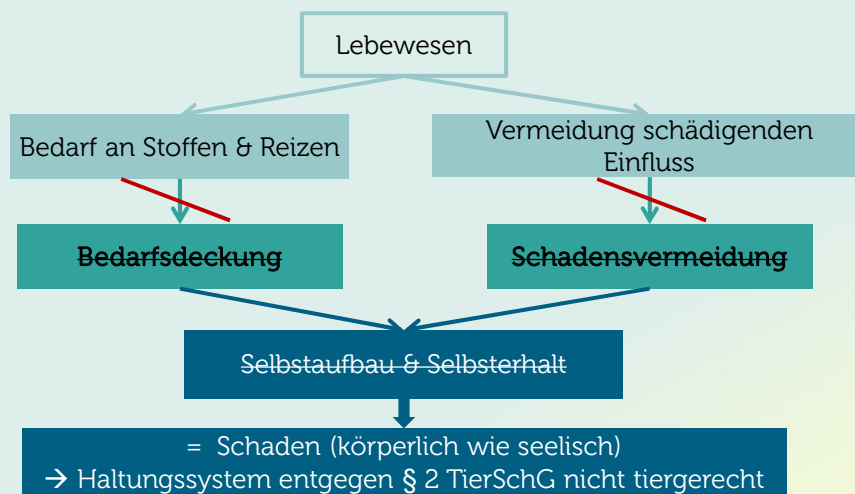 Lebewesen
Bedarf an Stoffen & Reizen
Vermeidung schädigenden
Einfluss
Bedarfsdeckung
Schadensvermeidung
Selbstaufbau & Selbsterhalt
= Schaden (körperlich wie seelisch)
→ Haltungssystem entgegen § 2 TierSchG nicht tiergerecht